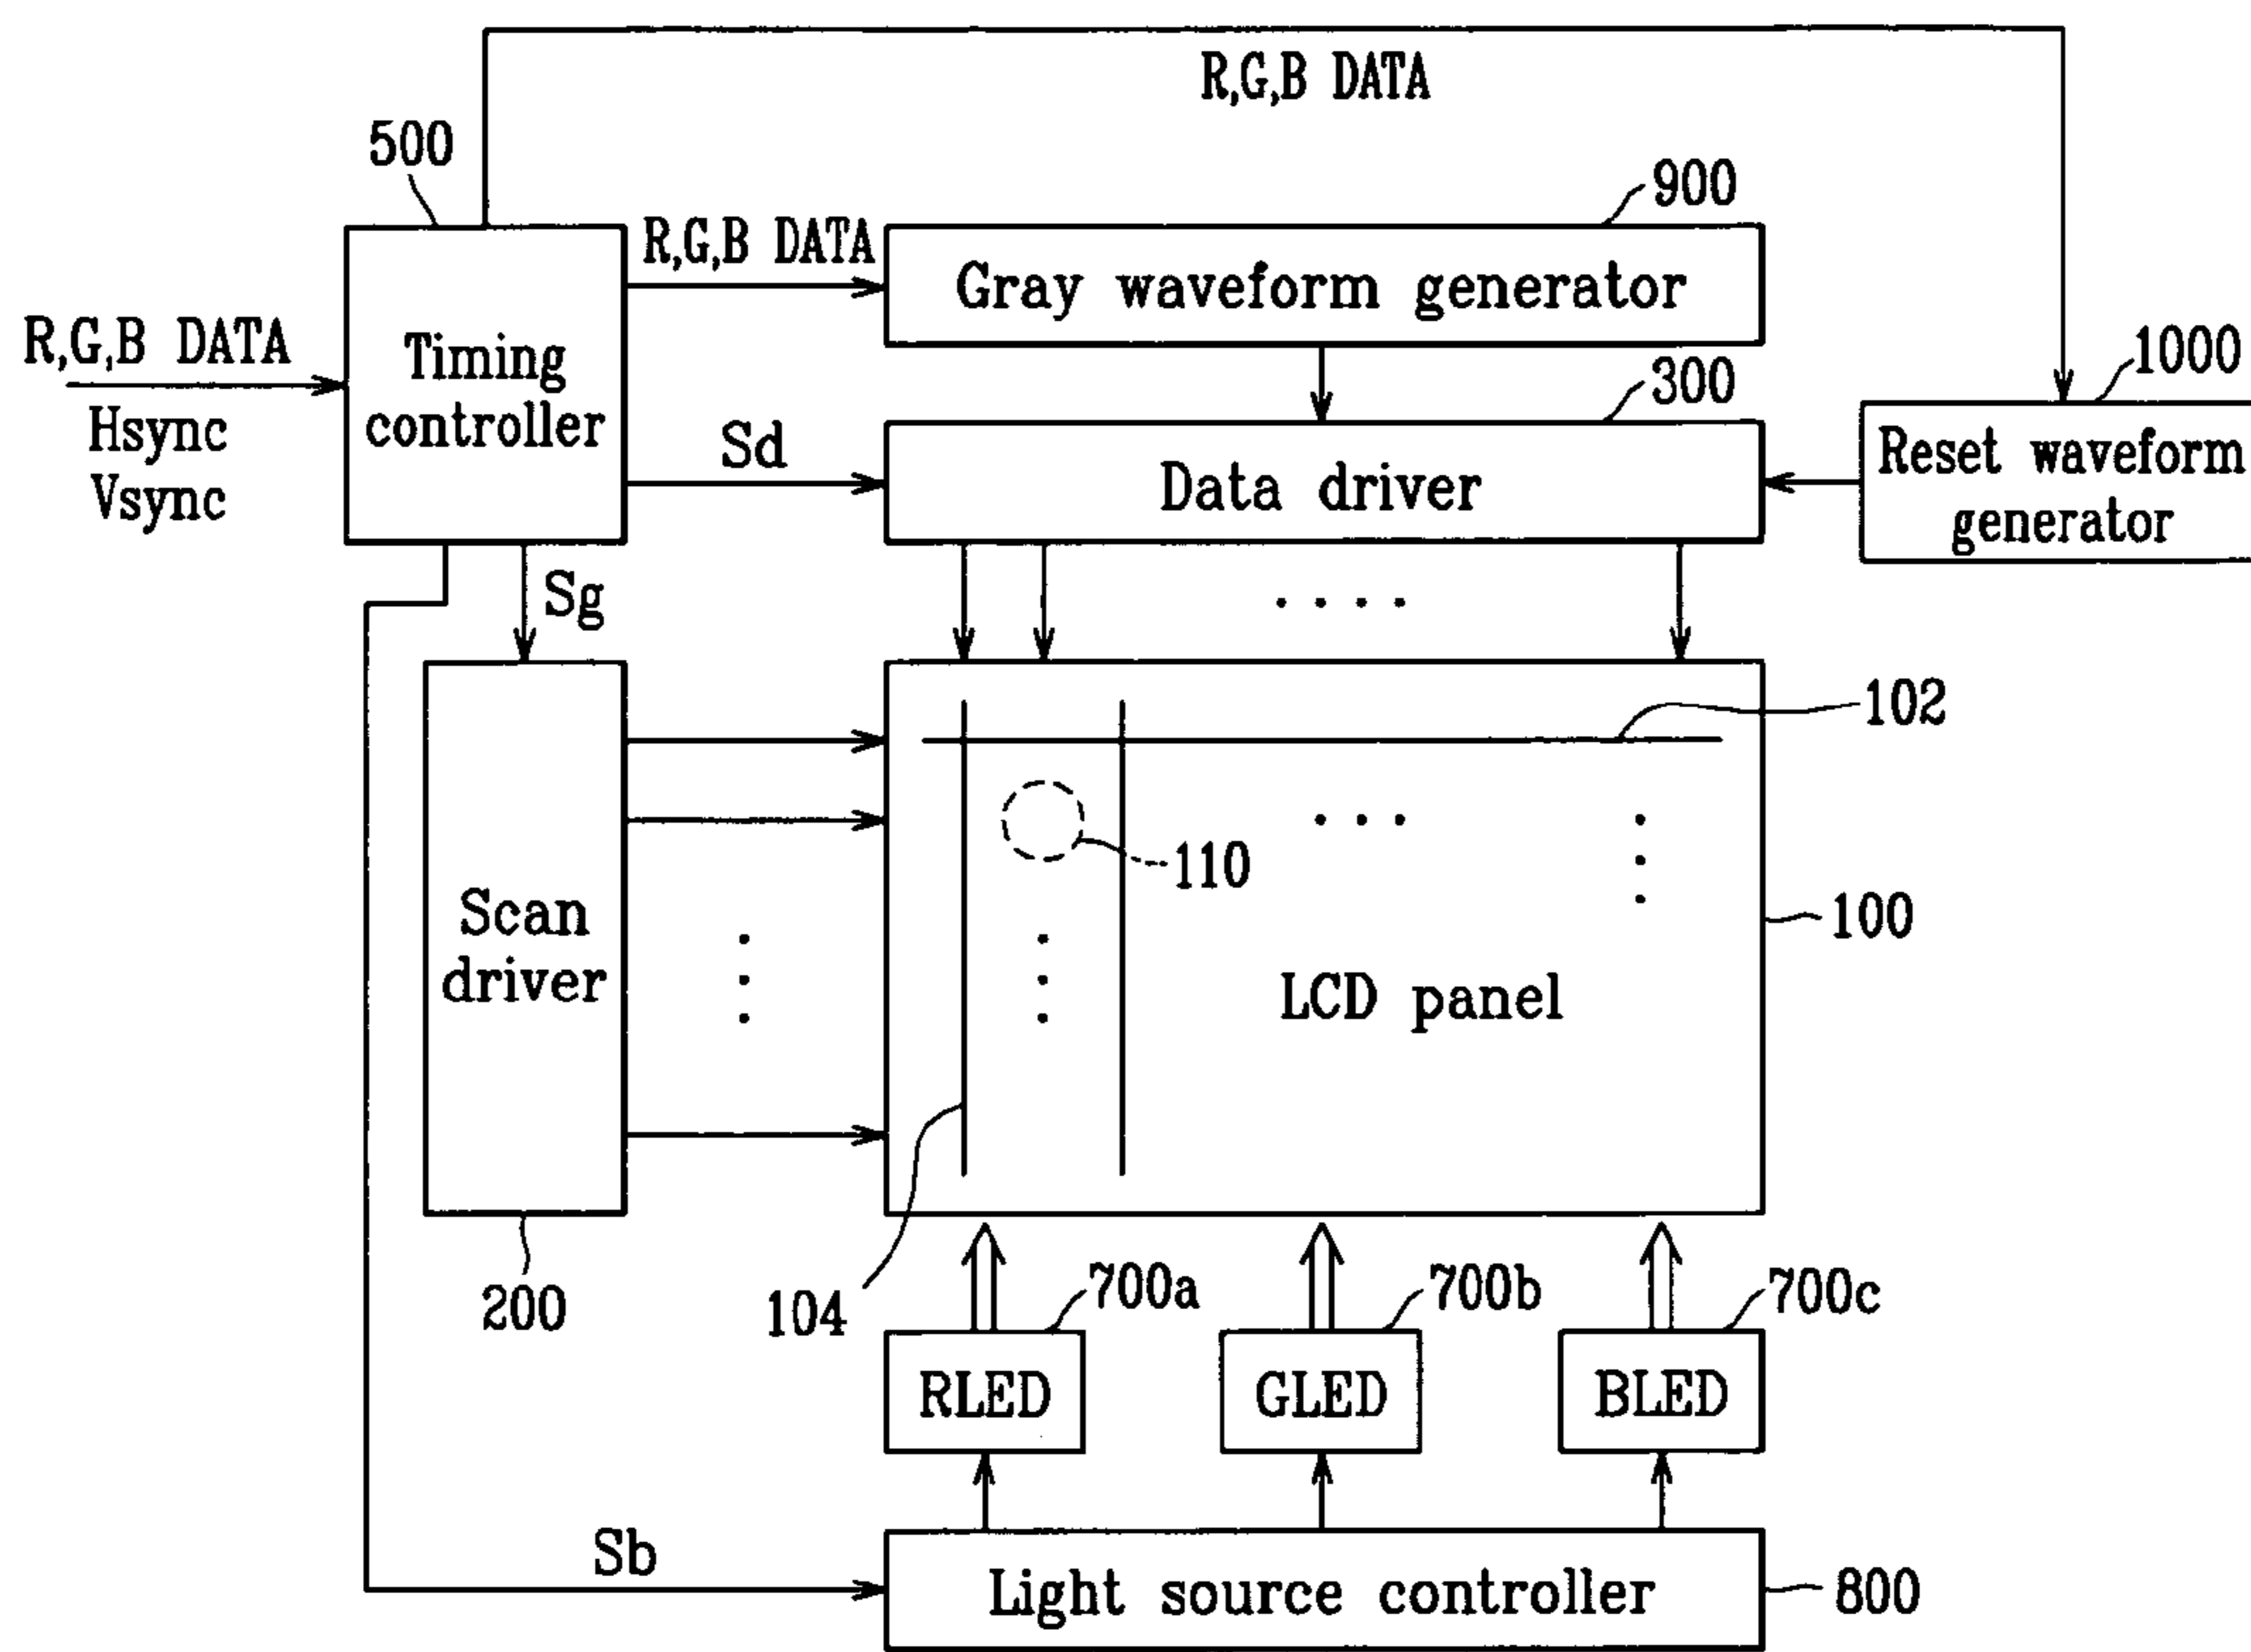 R,G,B DATA
500
900
R,G,B DATA
Gray waveform generator
R,G,B DATA
Hsync
Vsync
Timing
controller
1000
300
Sd
Data driver
Reset waveform
generator
Sg
102
110
Scan
driver
100
LCD panel
200
104
700a
700b
700c
RLED
GLED
BLED
Sb
Light source controller
800